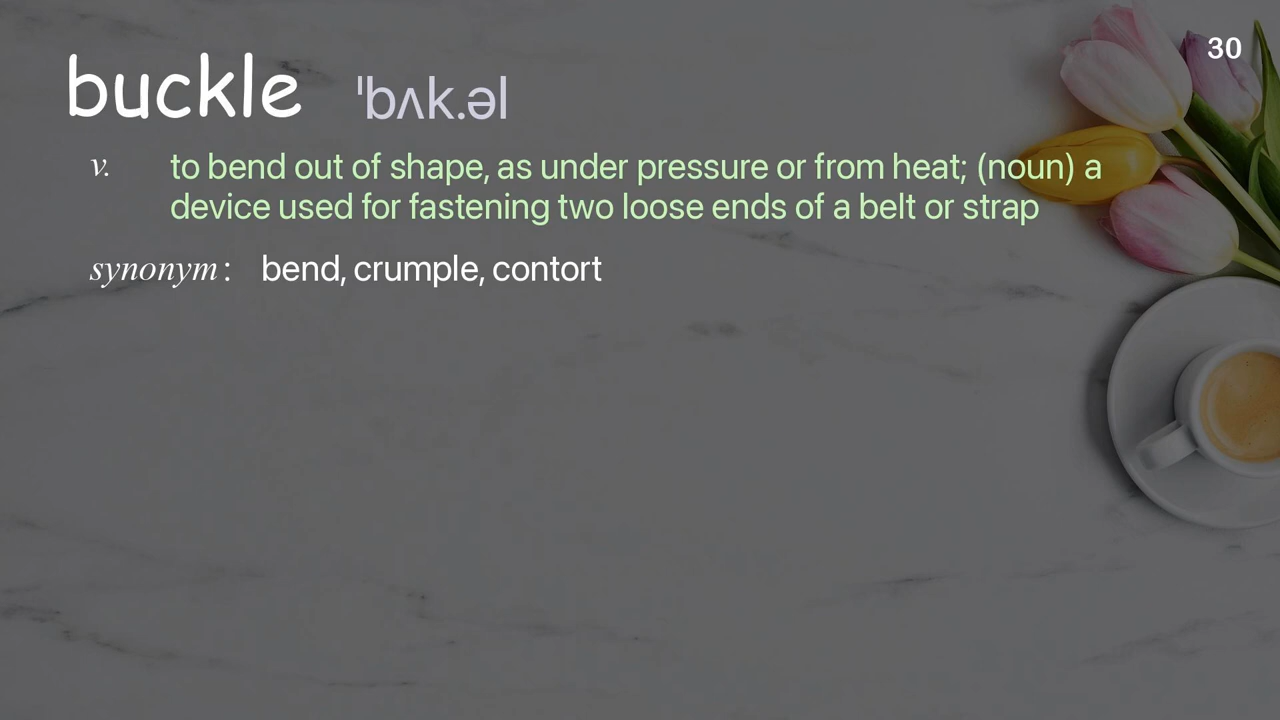 30
buckle ˈbʌk.əl
v. to bend out of shape, as under pressure or from heat; (noun) a
device used for fastening two loose ends of a belt or strap
synonym: bend, crumple, contort